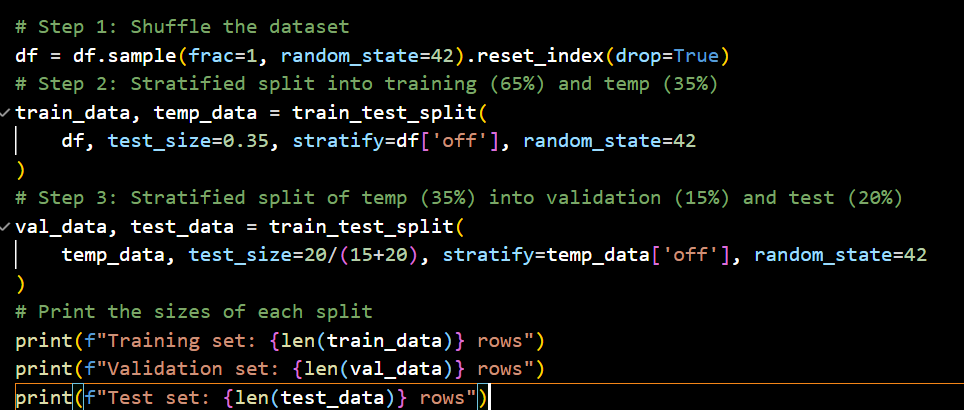 # Step 1: Shuffle the dataset
df = df.sample(frac=1, random_state=42).reset_index(drop=True)
# Step 2: Stratified split into training (65%) and temp (35%)
train_data, temp_data = train_test_split(
    df, test_size=0.35, stratify=df['off'], random_state=42
)
# Step 3: Stratified split of temp (35%) into validation (15%) and test (20%)
val_data, test_data = train_test_split(
    temp_data, test_size=20/(15+20), stratify=temp_data['off'], random_state=42
)
# Print the sizes of each split
print(f"Training set: {len(train_data)} rows")
print(f"Validation set: {len(val_data)} rows")
print(f"Test set: {len(test_data)} rows")